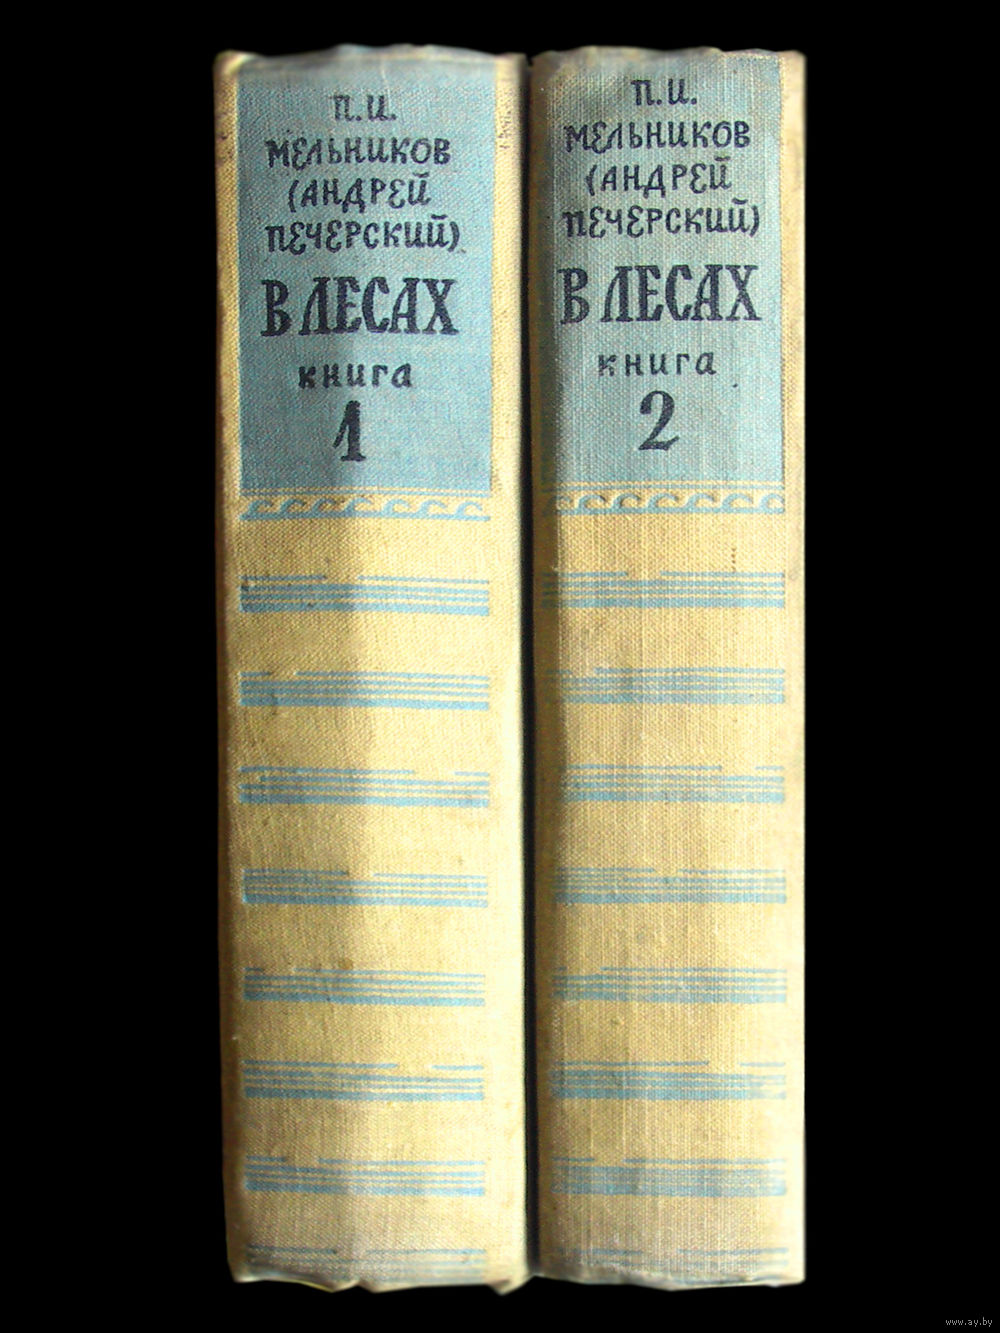 П.И.
МЕЛЬНИКОВ
(АНДРЕЙ
ПЕЧЕРСКИЙ)
В ЛЕСАХ
книга
1
П.И.
МЕЛЬНИКОВ
(АНДРЕЙ
ПЕЧЕРСКИЙ)
В ЛЕСАХ
книга
2
www.ay.by